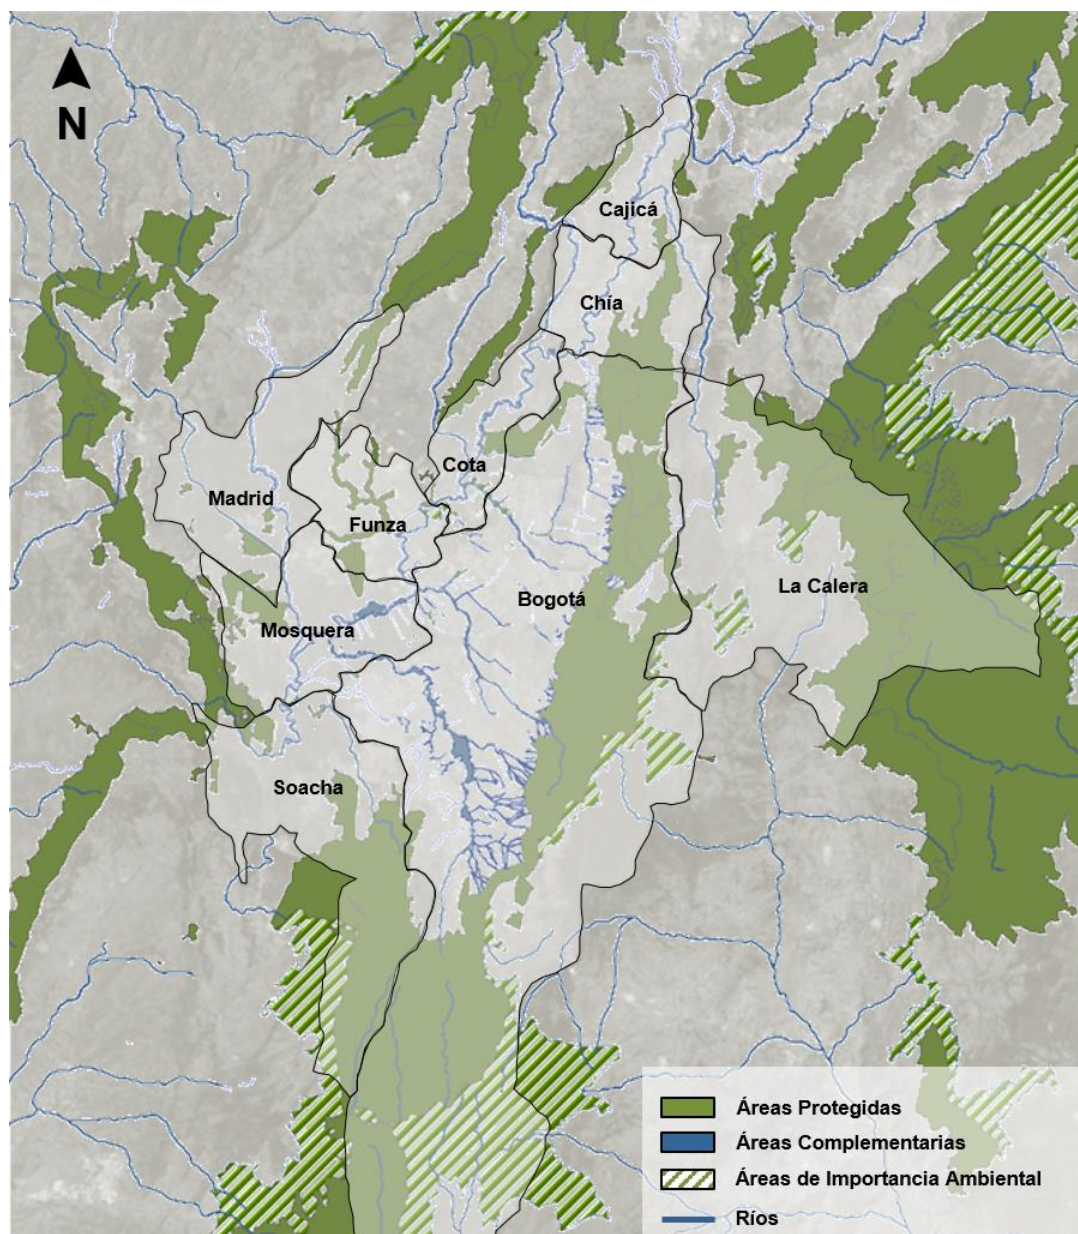 N
Cajicá
Chía
Cota
Madrid
Funza
Bogotá
La Calera
Mosquera
Soacha
Áreas Protegidas
Áreas Complementarias
Áreas de Importancia Ambiental
Ríos